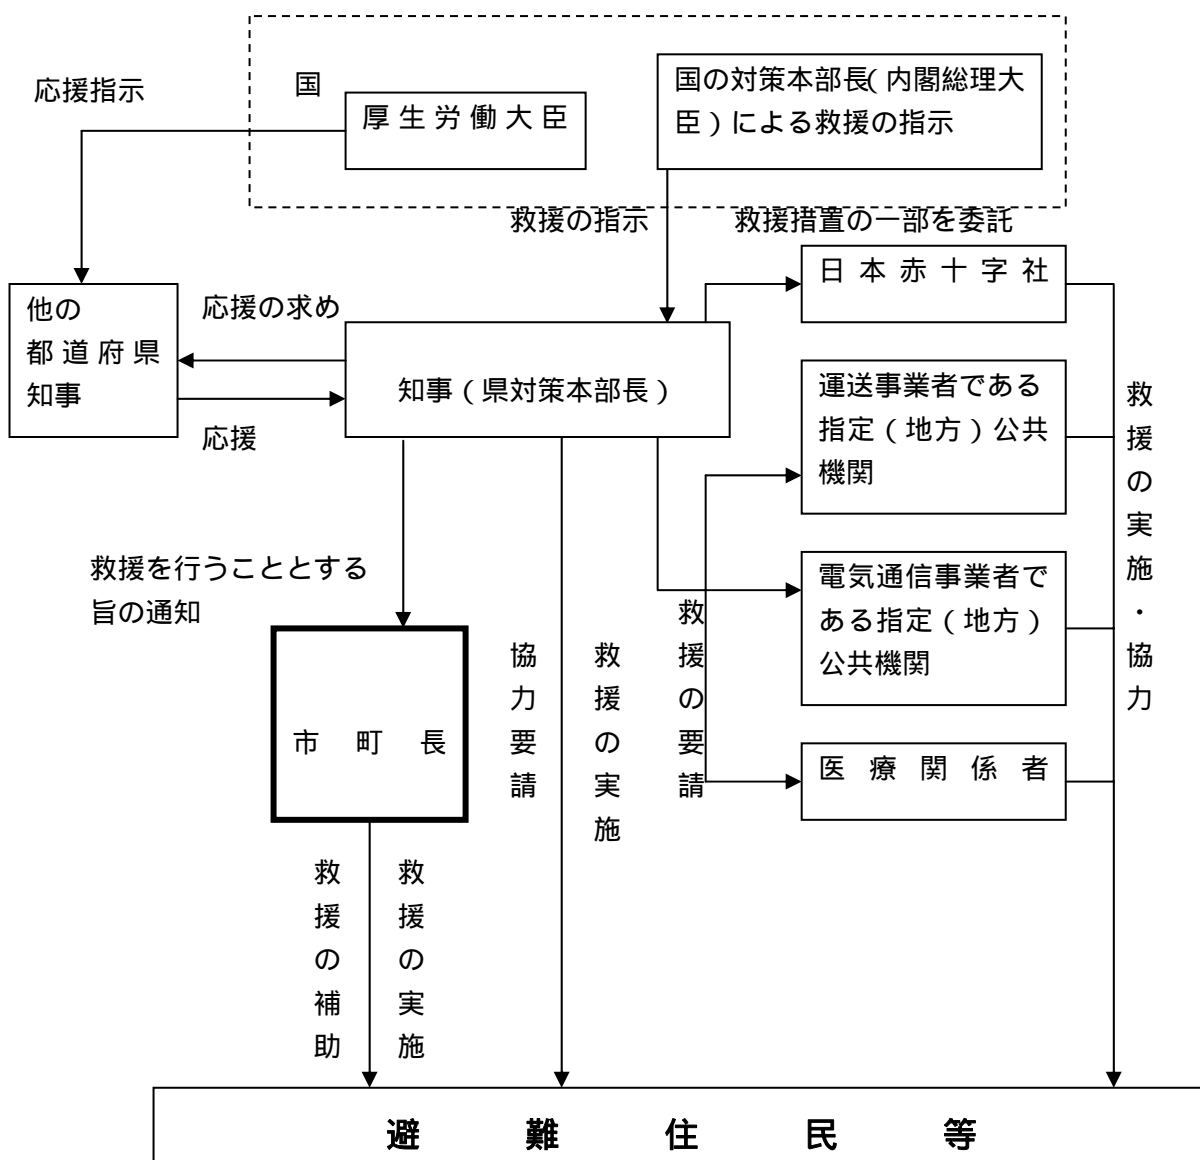 応援指示
国
厚生労働大臣
国の対策本部長(内閣総理大
臣)による救援の指示
救援の指示
救援措置の一部を委託
日本赤十字社
他の
都道府県
知事
応援の求め
応援
知事(県対策本部長)
運送事業者である
指定(地方)公共
機関
救援の実施・協力
救援を行うこととする
旨の通知
電気通信事業者で
ある指定(地方)
公共機関
市町長
協力要請
救援の実施
救援の要請
医療関係者
救援の補助
救援の実施
避難住民等